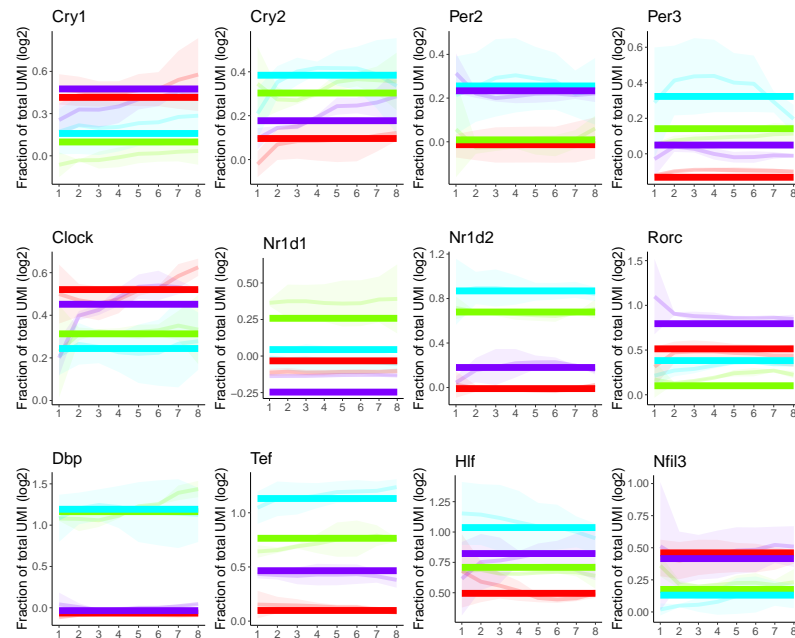 Cry1
Cry2
Per2
Per3
Fraction of total UMI (log2)
0.6
0.3
0.0
1 2 3 4 5 6 7 8
Fraction of total UMI (log2)
0.4
0.2
0.0
1 2 3 4 5 6 7 8
Fraction of total UMI (log2)
0.4
0.2
0.0
1 2 3 4 5 6 7 8
Fraction of total UMI (log2)
0.6
0.3
0.0
1 2 3 4 5 6 7 8
Clock
Nr1d1
Nr1d2
Rorc
Fraction of total UMI (log2)
0.6
0.4
0.2
0.0
1 2 3 4 5 6 7 8
Fraction of total UMI (log2)
0.50
0.25
0.00
−0.25
1 2 3 4 5 6 7 8
Fraction of total UMI (log2)
1.2
0.8
0.4
0.0
1 2 3 4 5 6 7 8
Fraction of total UMI (log2)
1.5
1.0
0.5
0.0
1 2 3 4 5 6 7 8
Dbp
Tef
Hlf
Nfil3
Fraction of total UMI (log2)
1.5
1.0
0.5
0.0
1 2 3 4 5 6 7 8
Fraction of total UMI (log2)
1.0
0.5
0.0
1 2 3 4 5 6 7 8
Fraction of total UMI (log2)
1.25
1.00
0.75
0.50
1 2 3 4 5 6 7 8
Fraction of total UMI (log2)
1.00
0.75
0.50
0.25
0.00
1 2 3 4 5 6 7 8